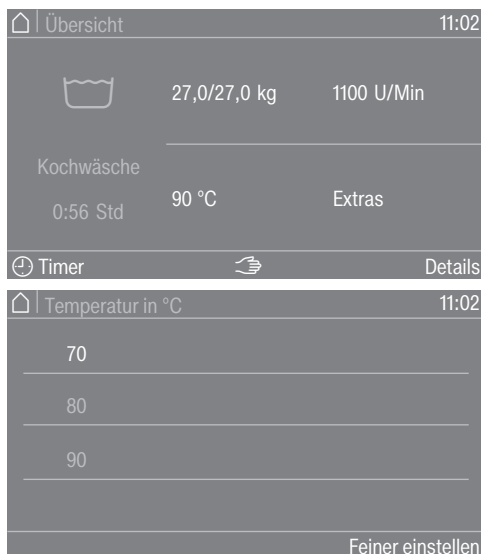 Übersicht 11:02
27,0/27,0 kg 1100 U/Min
Kochwäsche
0:56 Std
90 °C Extras
Timer Details
Temperatur in °C 11:02
70
80
90
Feiner einstellen